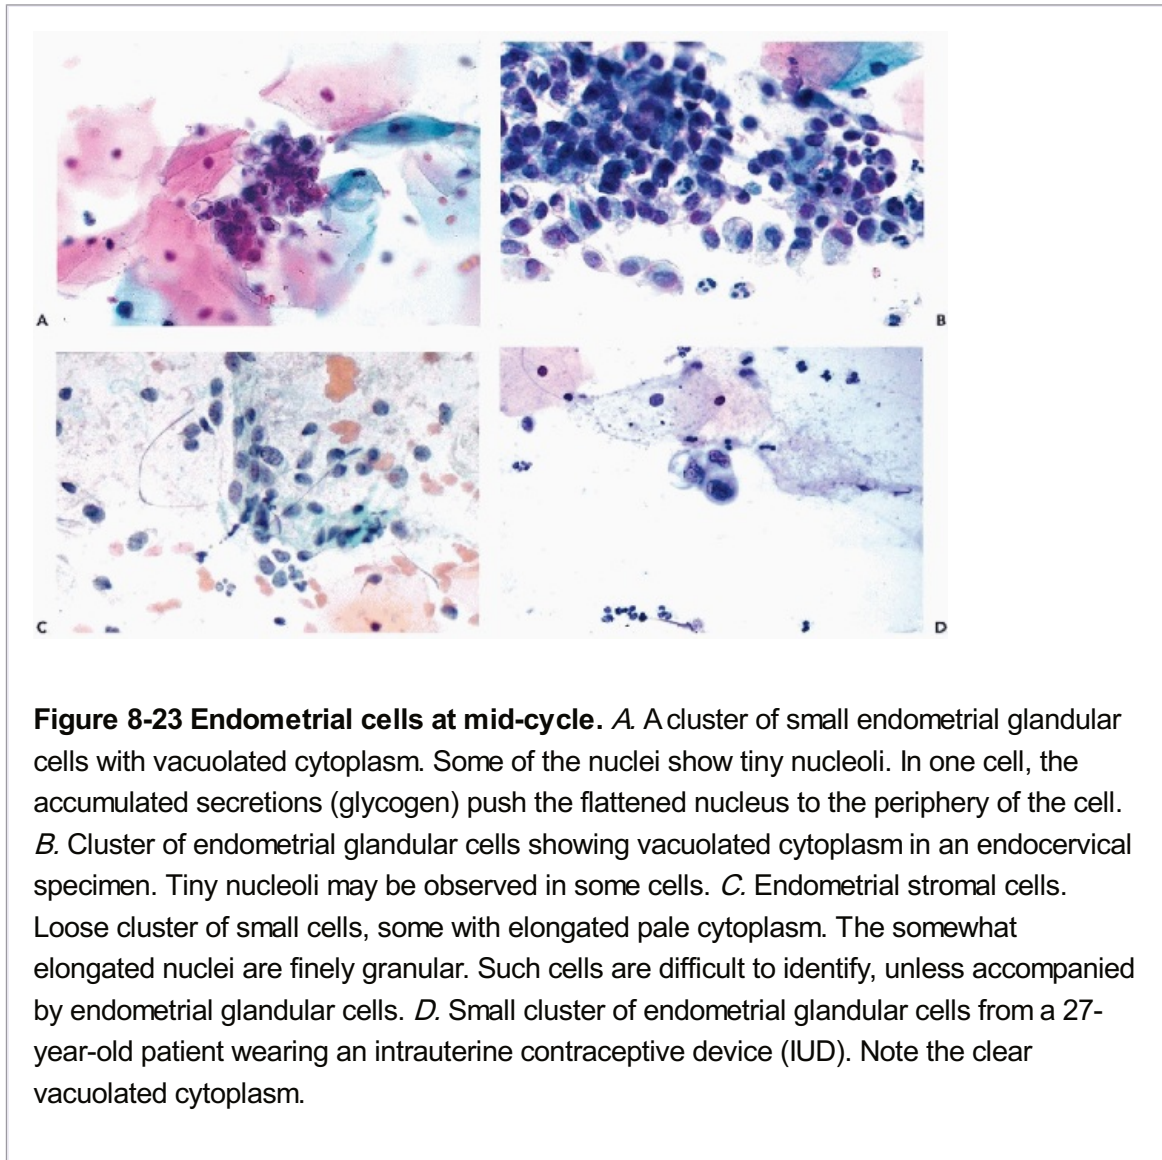 A
B
C
D
Figure 8-23 Endometrial cells at mid-cycle. A. A cluster of small endometrial glandular
cells with vacuolated cytoplasm. Some of the nuclei show tiny nucleoli. In one cell, the
accumulated secretions (glycogen) push the flattened nucleus to the periphery of the cell.
B. Cluster of endometrial glandular cells showing vacuolated cytoplasm in an endocervical
specimen. Tiny nucleoli may be observed in some cells. C. Endometrial stromal cells.
Loose cluster of small cells, some with elongated pale cytoplasm. The somewhat
elongated nuclei are finely granular. Such cells are difficult to identify, unless accompanied
by endometrial glandular cells. D. Small cluster of endometrial glandular cells from a 27-
year-old patient wearing an intrauterine contraceptive device (IUD). Note the clear
vacuolated cytoplasm.